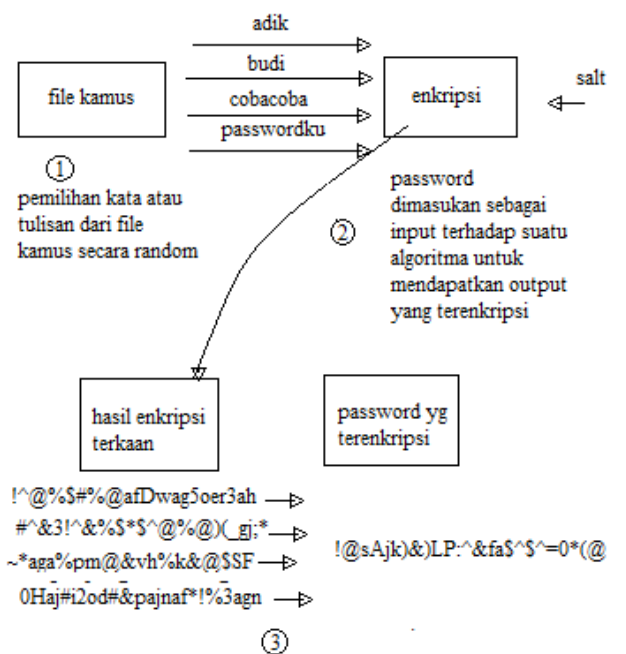 adik
budi
cobacoba
passwordku
file kamus
enkripsi
salt
1
pemilihan kata atau
tulisan dari file
kamus secara random
2
password
dimasukan sebagai
input terhadap suatu
algoritma untuk
mendapatkan output
yang terenkripsi
hasil enkripsi
terkaan
password yg
terenkripsi
!^@%$#%@afDwag5oer3ah
#^&3!^&%$*$^@%@)(_gj;*
~*aga%pm@&vh%k&@$SF
0Haj#i2od#&pajnaf*!%3agn
!@sAjk)&)LP:^&fa$^$^=0*(@
3